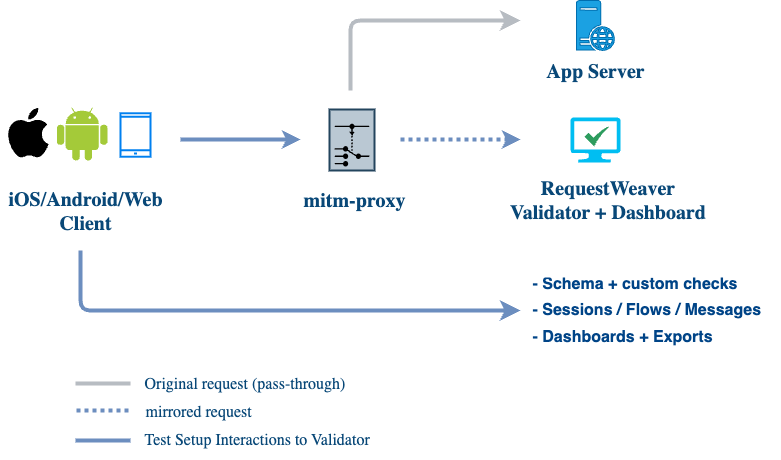 App Server
iOS/Android/Web
Client
mitm-proxy
RequestWeaver
Validator + Dashboard
- Schema + custom checks
- Sessions / Flows / Messages
- Dashboards + Exports
Original request (pass-through)
mirrored request
Test Setup Interactions to Validator